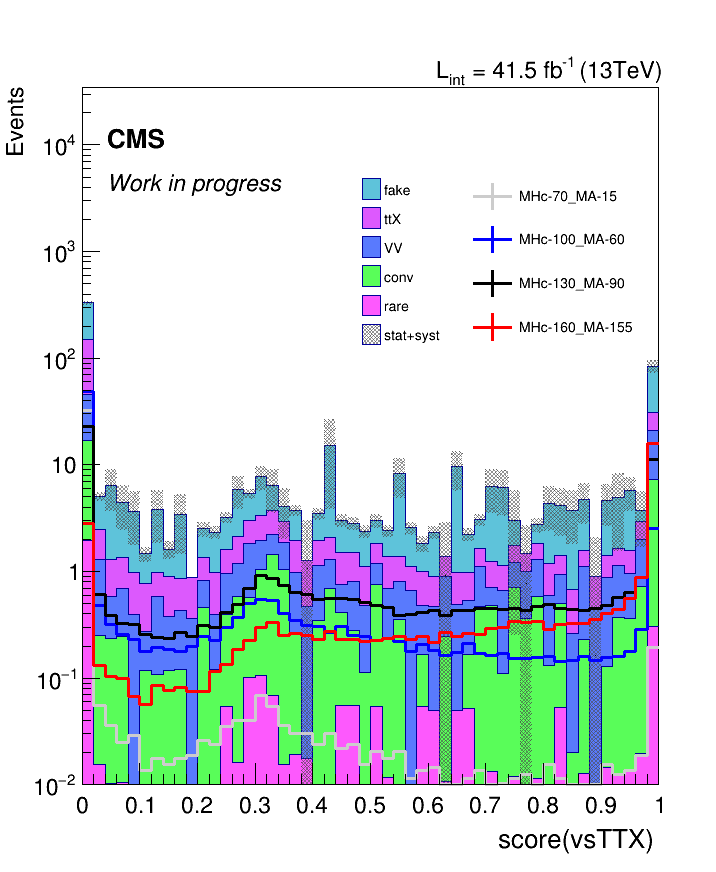 L_int = 41.5 fb^-1 (13TeV)
Events
CMS
Work in progress
fake
ttX
VV
conv
rare
stat+syst
MHc-70_MA-15
MHc-100_MA-60
MHc-130_MA-90
MHc-160_MA-155
10^4
10^3
10^2
10
1
10^-1
10^-2
0 0.1 0.2 0.3 0.4 0.5 0.6 0.7 0.8 0.9 1
score(vsTTX)